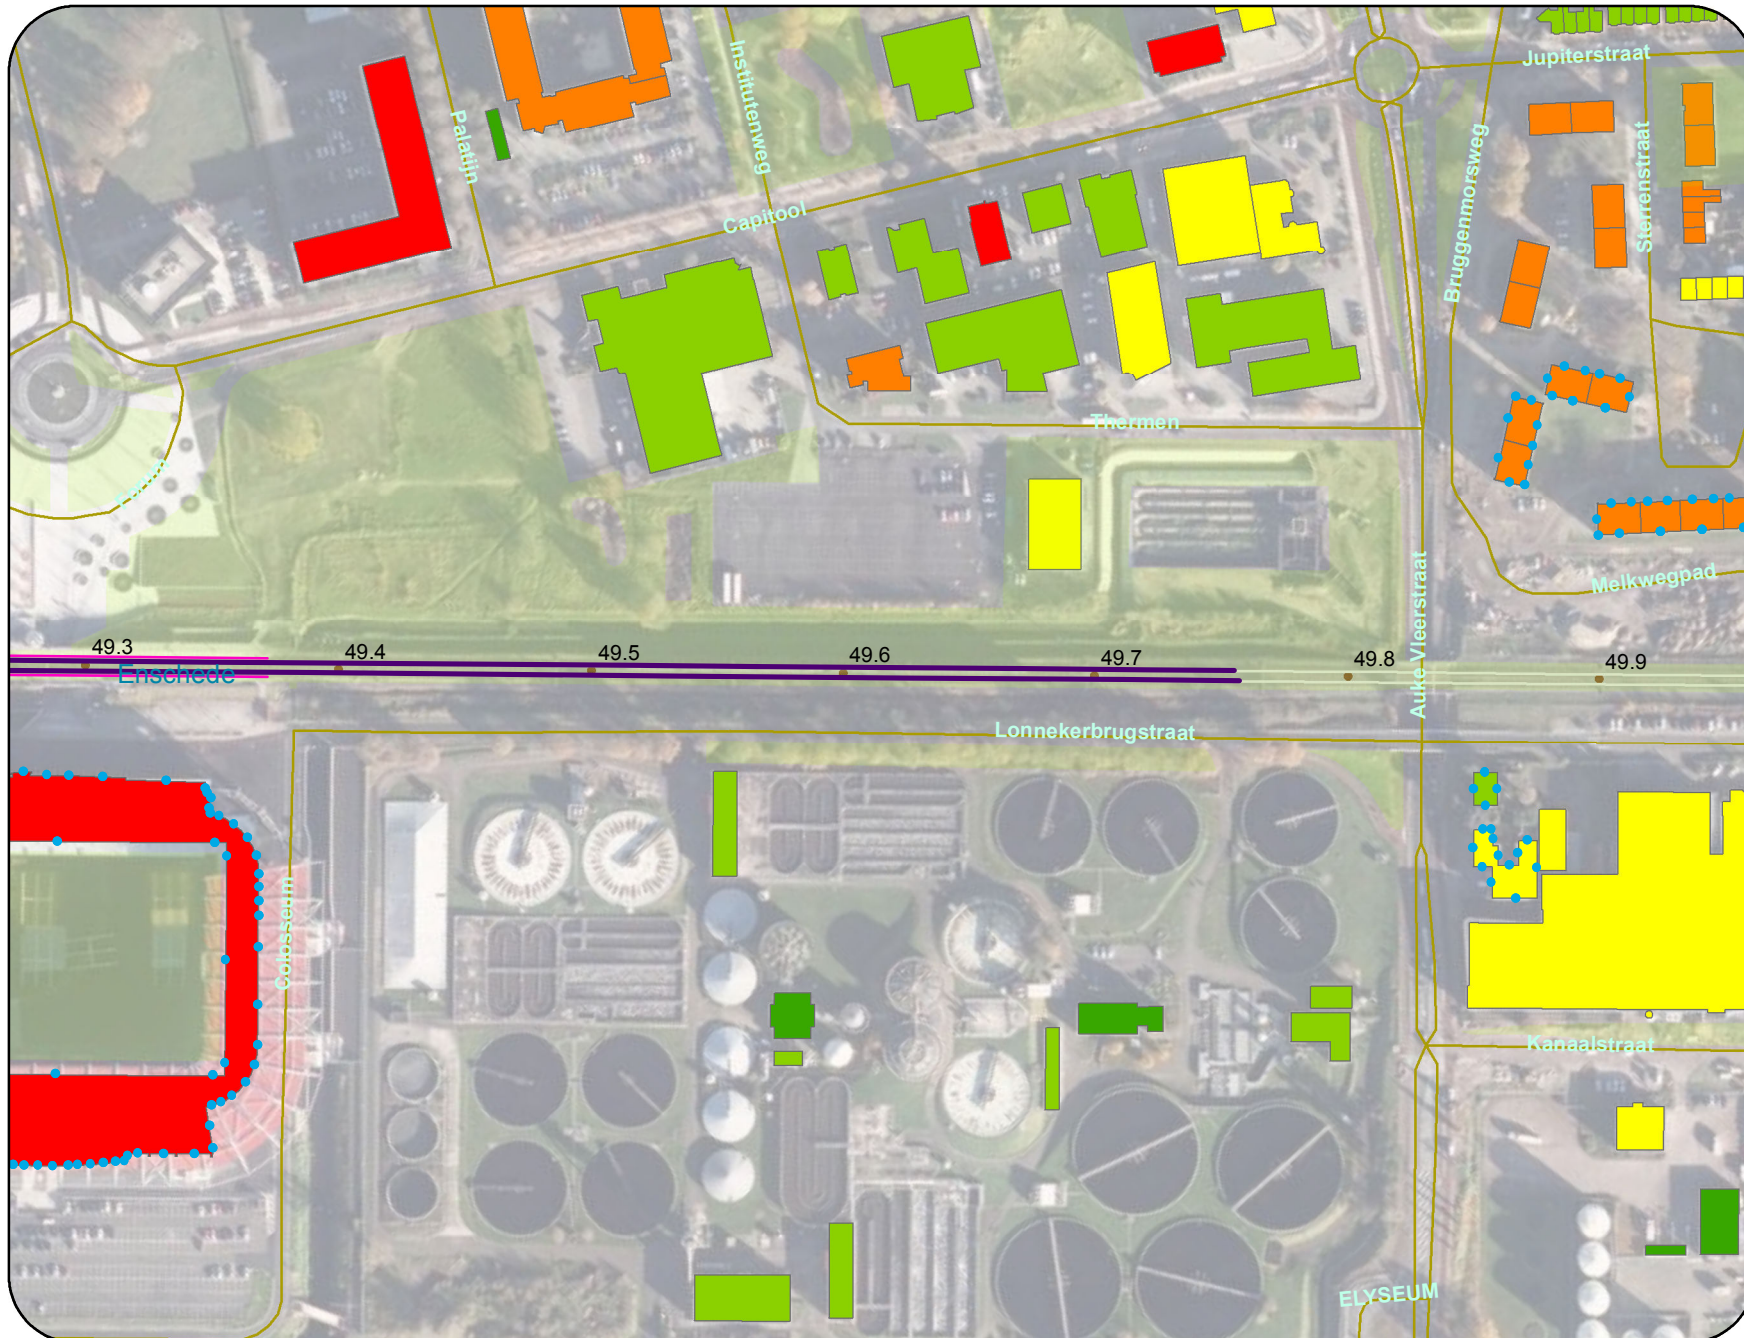 Jupiterstraat
Institutenweg
Palatijn
Bruggenmorsweg
Sterrenstraat
Capitool
Thermen
Melkwegpad
Auke Vleerstraat
49.3
49.4
49.5
49.6
49.7
49.8
49.9
Enschede
Lonnekerbrugstraat
Colosseum
Kanaalstraat
ELYSEUM